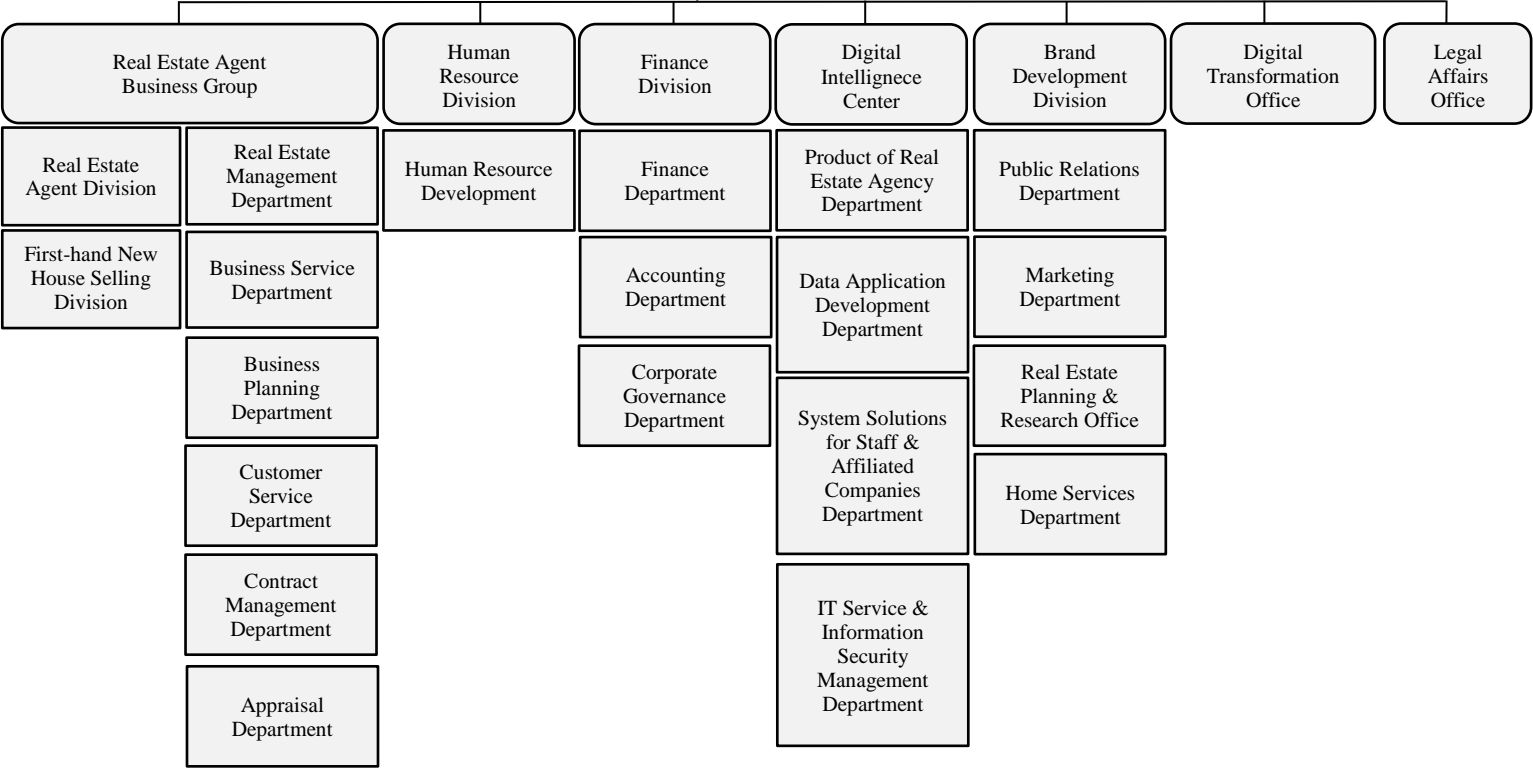 Real Estate Agent
Business Group
Human
Resource
Division
Finance
Division
Digital
Intellignece
Center
Brand
Development
Division
Digital
Transformation
Office
Legal
Affairs
Office
Real Estate
Agent Division
First-hand New
House Selling
Division
Real Estate
Management
Department
Business Service
Department
Business
Planning
Department
Customer
Service
Department
Contract
Management
Department
Appraisal
Department
Human Resource
Development
Finance
Department
Accounting
Department
Corporate
Governance
Department
Product of Real
Estate Agency
Department
Data Application
Development
Department
System Solutions
for Staff &
Affiliated
Companies
Department
IT Service &
Information
Security
Management
Department
Public Relations
Department
Marketing
Department
Real Estate
Planning &
Research Office
Home Services
Department